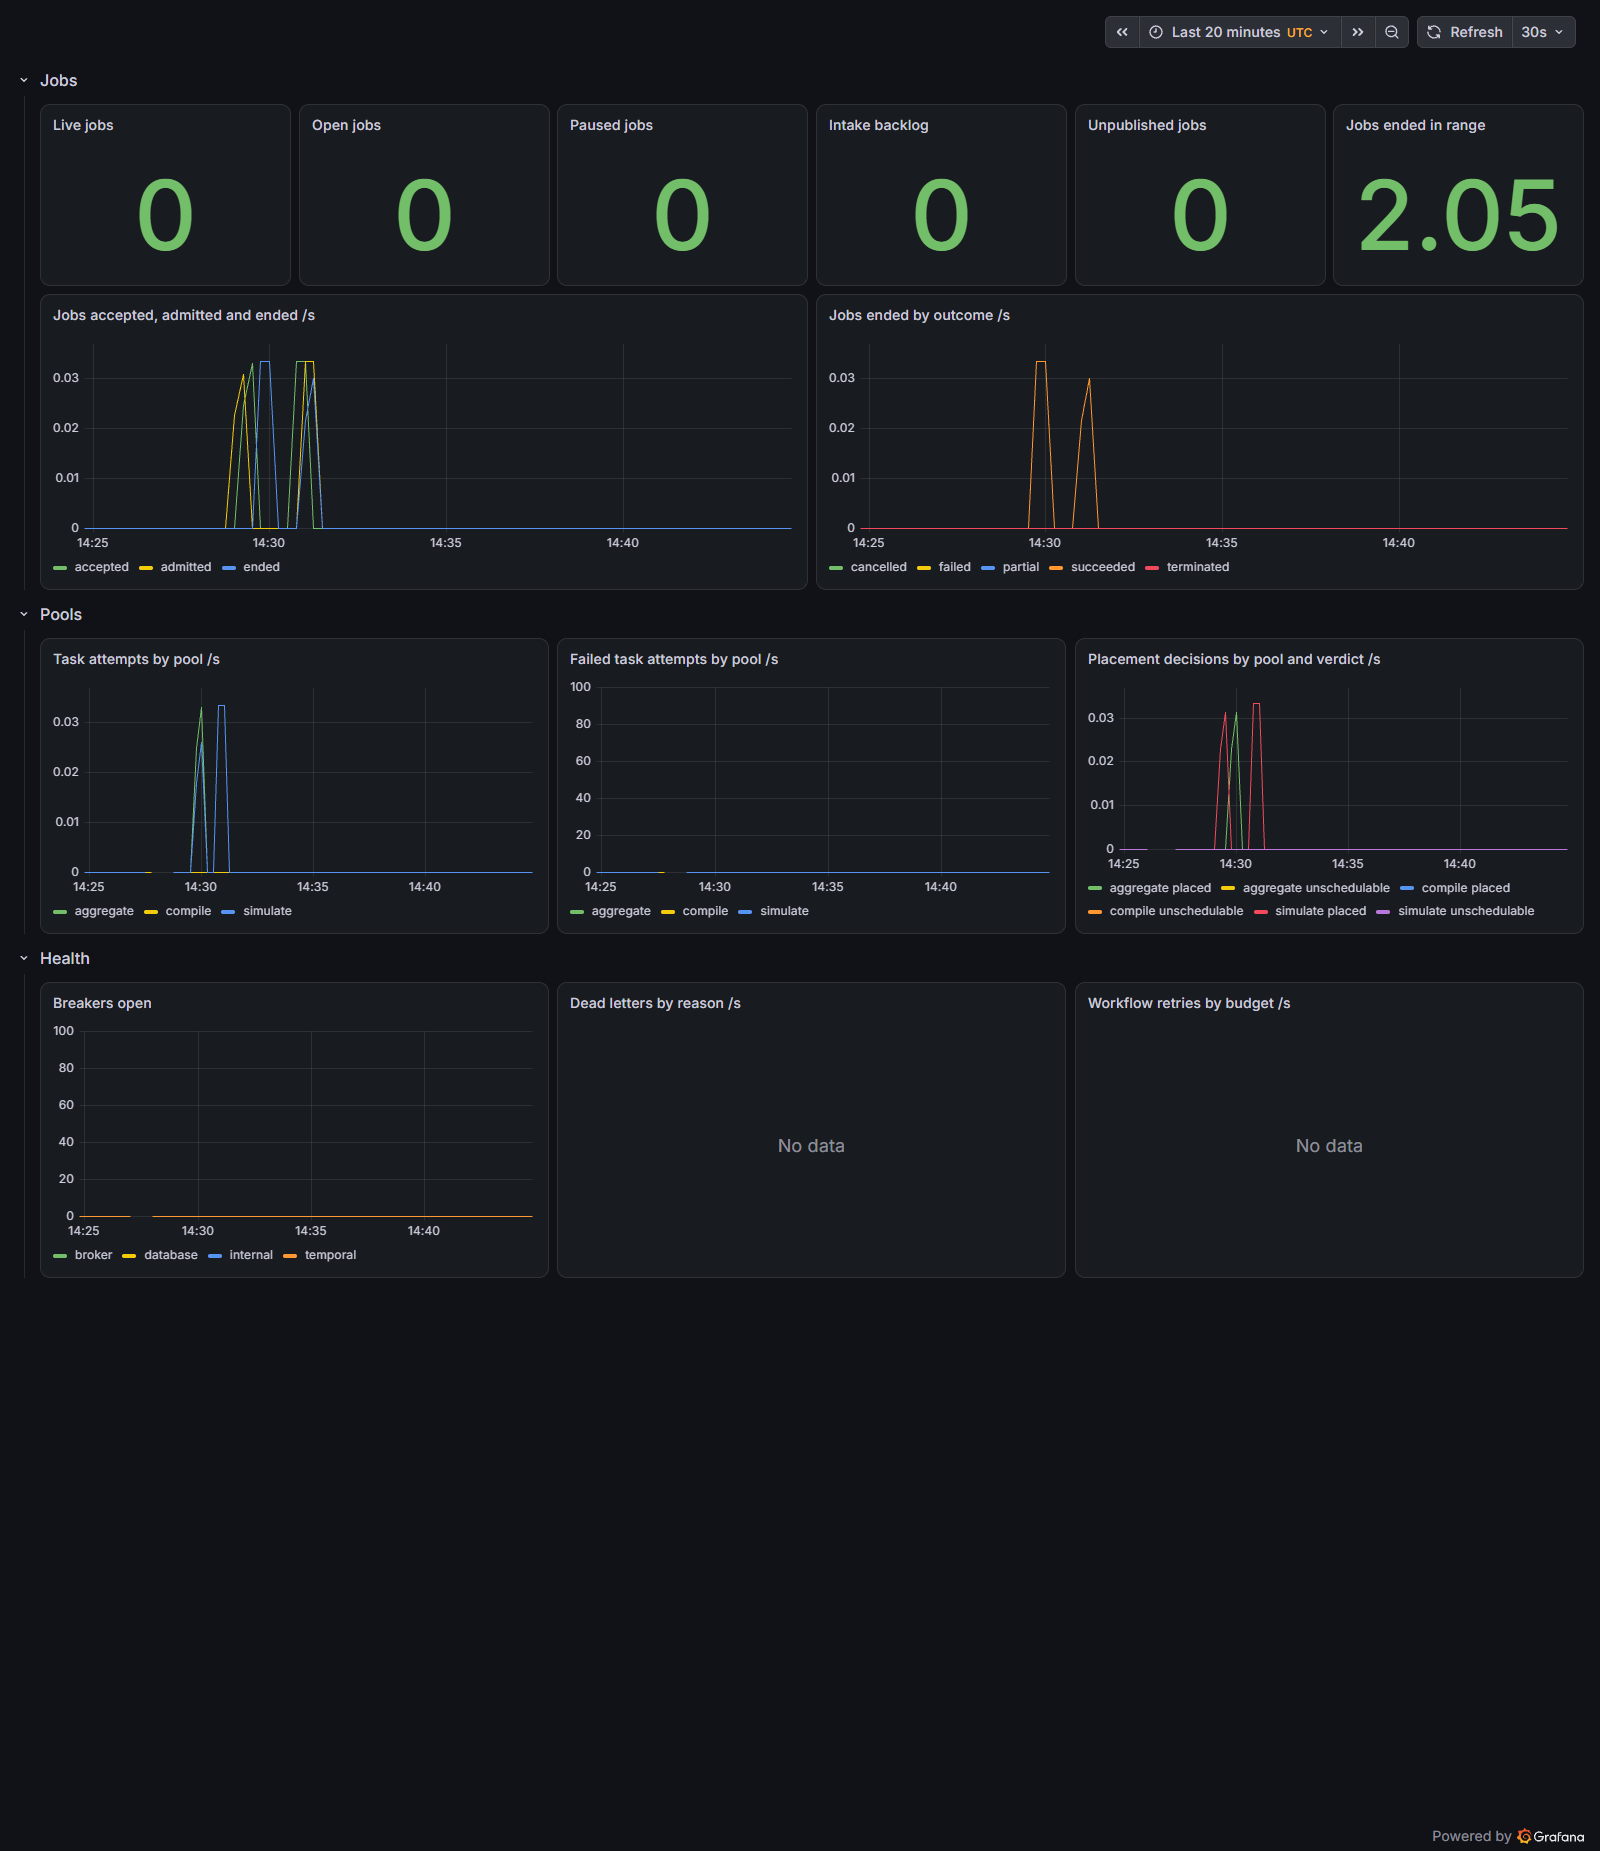 Last 20 minutes UTC
Refresh
30s
Jobs
Live jobs
0
Open jobs
0
Paused jobs
0
Intake backlog
0
Unpublished jobs
0
Jobs ended in range
2.05
Jobs accepted, admitted and ended /s
0.03
0.02
0.01
0
14:25 14:30 14:35 14:40
accepted admitted ended
Jobs ended by outcome /s
0.03
0.02
0.01
0
14:25 14:30 14:35 14:40
cancelled failed partial succeeded terminated
Pools
Task attempts by pool /s
0.03
0.02
0.01
0
14:25 14:30 14:35 14:40
aggregate compile simulate
Failed task attempts by pool /s
100
80
60
40
20
0
14:25 14:30 14:35 14:40
aggregate compile simulate
Placement decisions by pool and verdict /s
0.03
0.02
0.01
0
14:25 14:30 14:35 14:40
aggregate placed aggregate unschedulable compile placed
compile unschedulable simulate placed simulate unschedulable
Health
Breakers open
100
80
60
40
20
0
14:25 14:30 14:35 14:40
broker database internal temporal
Dead letters by reason /s
No data
Workflow retries by budget /s
No data
Powered by Grafana